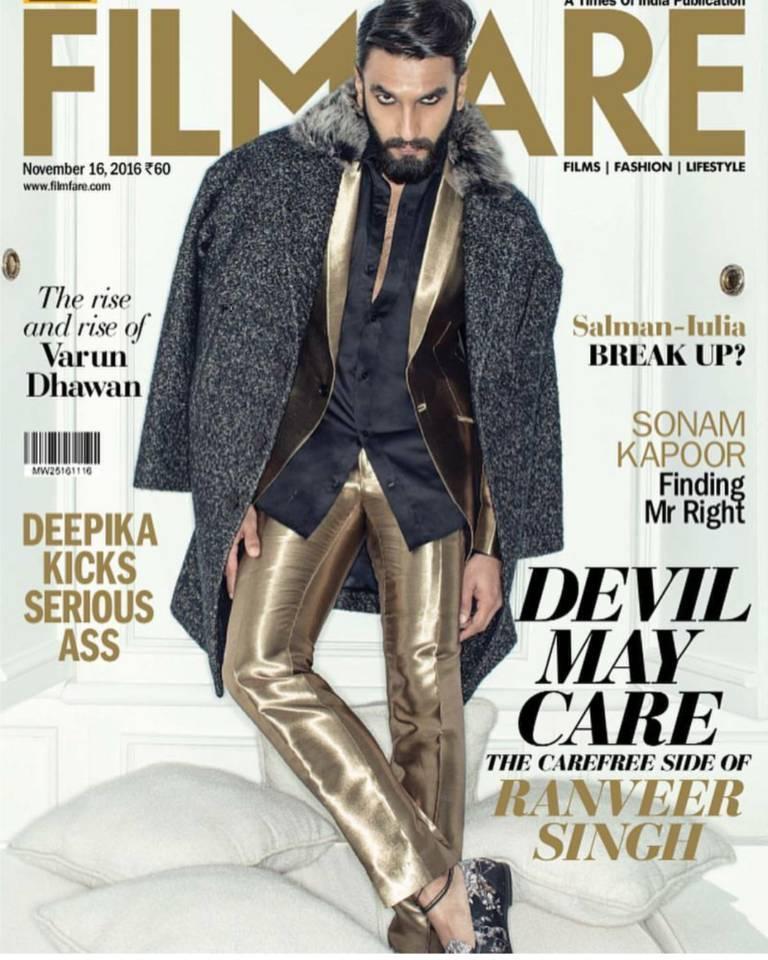 A Times Of India Publication
FILMFARE
November 16, 2016 ₹60
www.filmfare.com
FILMS | FASHION | LIFESTYLE
The rise
and rise of
Varun
Dhawan
MW25161116
DEEPIKA
KICKS
SERIOUS
ASS
Salman-Iulia
BREAK UP?
SONAM
KAPOOR
Finding
Mr Right
DEVIL
MAY
CARE
THE CAREFREE SIDE OF
RANVEER
SINGH